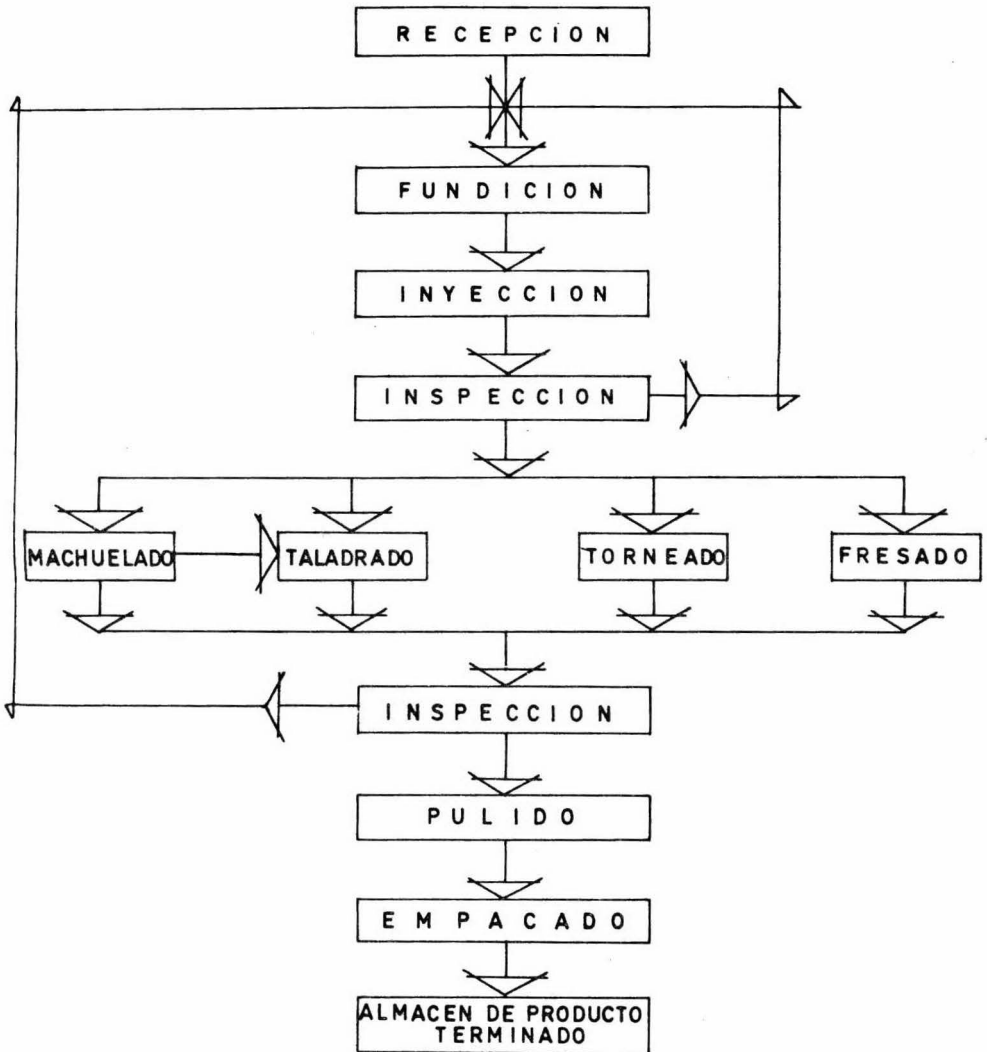 RECEPCION
FUNDICION
INYECCION
INSPECCION
MACHUELADO
TALADRADO
TORNEADO
FRESADO
INSPECCION
PULIDO
EMPACADO
ALMACEN DE PRODUCTO
TERMINADO